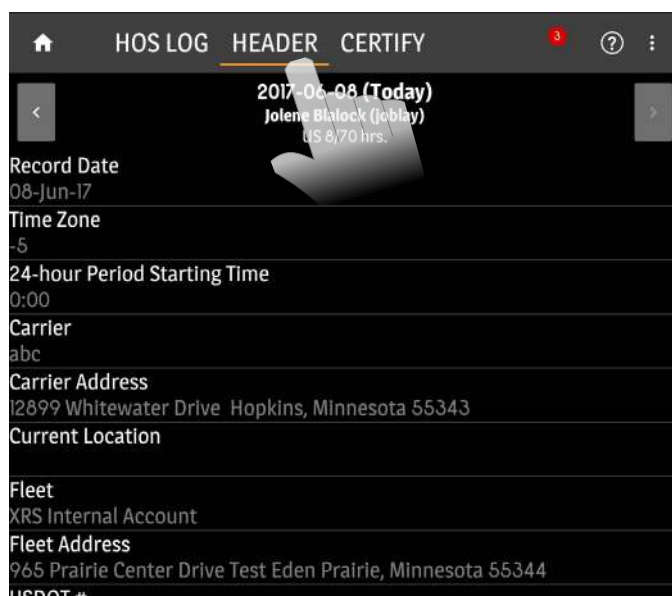 HOS LOG HEADER CERTIFY 3 ?
2017-06-08 (Today)
Jolene Blalock (joblay)
US 8/70 hrs.
Record Date
08-Jun-17
Time Zone
-5
24-hour Period Starting Time
0:00
Carrier
abc
Carrier Address
12899 Whitewater Drive Hopkins, Minnesota 55343
Current Location
Fleet
XRS Internal Account
Fleet Address
965 Prairie Center Drive Test Eden Prairie, Minnesota 55344
USDOT #